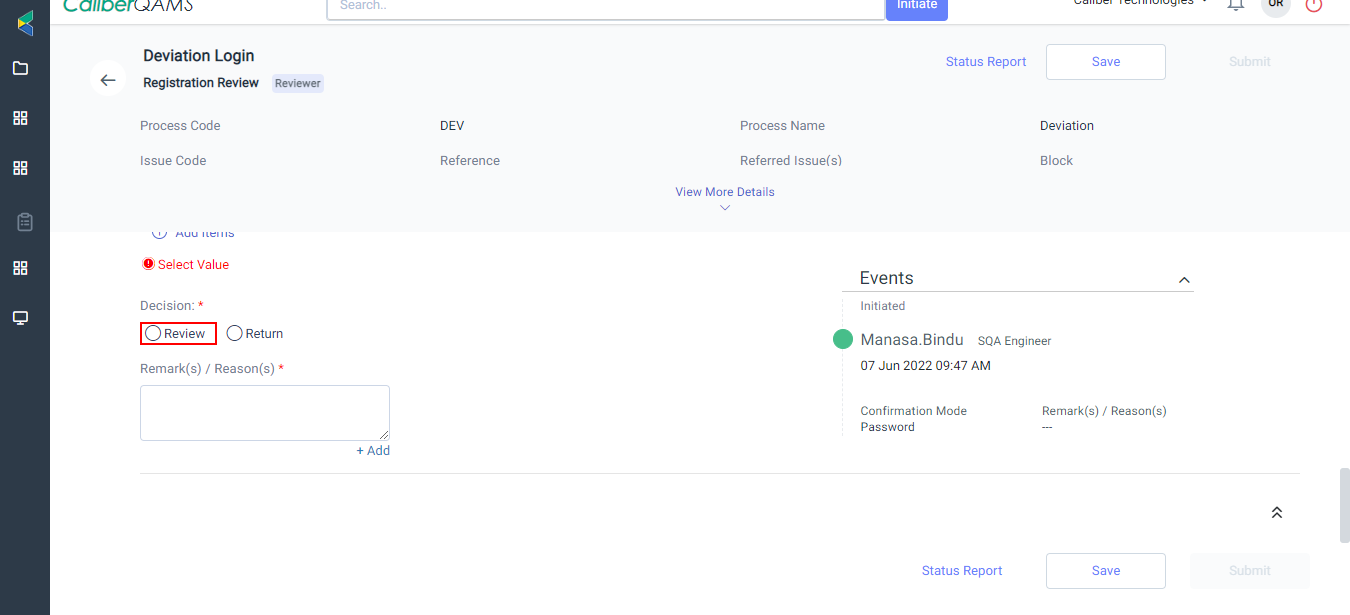 CaliberQAMS
Search..
Initiate
Caliber Technologies
OR
Deviation Login
Registration Review Reviewer
Status Report Save Submit
Process Code DEV Process Name Deviation
Issue Code Reference Referred Issue(s) Block
View More Details
Add Items
Select Value
Decision: *
Review Return
Remark(s) / Reason(s) *
+ Add
Events
Initiated
Manasa.Bindu SQA Engineer
07 Jun 2022 09:47 AM
Confirmation Mode Remark(s) / Reason(s)
Password ---
Status Report Save Submit